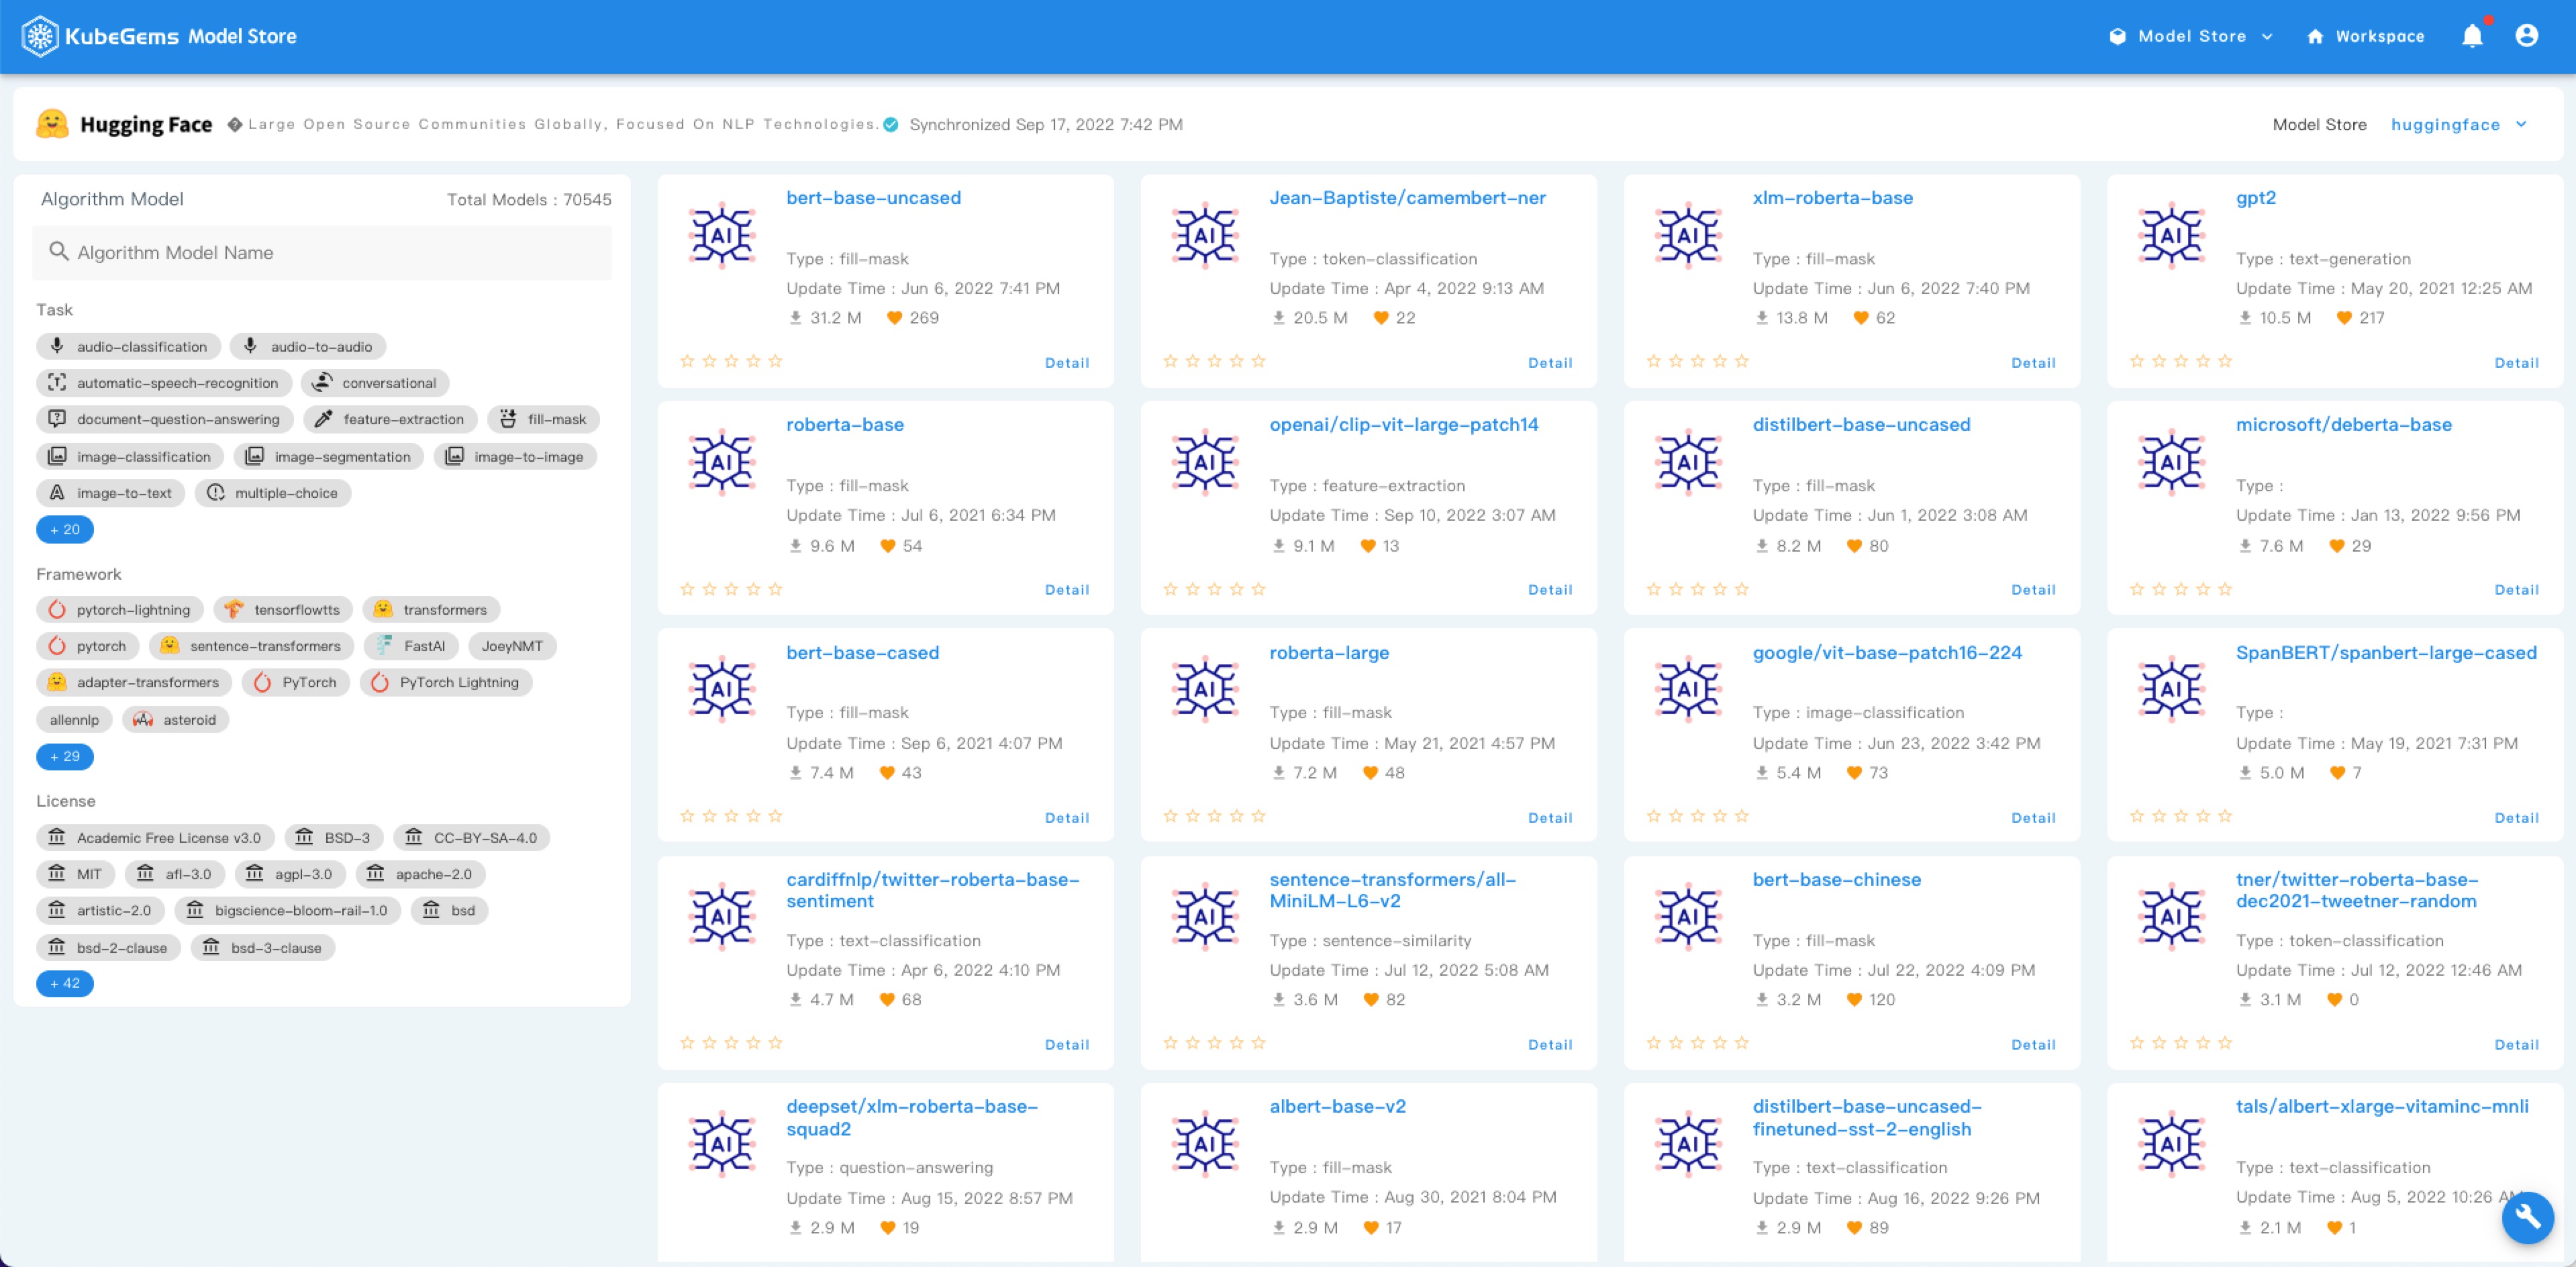 KubeGems Model Store
Model Store
Workspace
Hugging Face
Large Open Source Communities Globally, Focused On NLP Technologies.
Synchronized Sep 17, 2022 7:42 PM
Model Store huggingface
Algorithm Model
Total Models : 70545
Algorithm Model Name
Task
audio-classification audio-to-audio
automatic-speech-recognition conversational
document-question-answering feature-extraction fill-mask
image-classification image-segmentation image-to-image
image-to-text multiple-choice
+ 20
Framework
pytorch-lightning tensorflowtts transformers
pytorch sentence-transformers FastAI JoeyNMT
adapter-transformers PyTorch PyTorch Lightning
allennlp asteroid
+ 29
License
Academic Free License v3.0 BSD-3 CC-BY-SA-4.0
MIT afl-3.0 agpl-3.0 apache-2.0
artistic-2.0 bigscience-bloom-rail-1.0 bsd
bsd-2-clause bsd-3-clause
+ 42
AI
bert-base-uncased
Type : fill-mask
Update Time : Jun 6, 2022 7:41 PM
31.2 M 269
Detail
AI
Jean-Baptiste/camembert-ner
Type : token-classification
Update Time : Apr 4, 2022 9:13 AM
20.5 M 22
Detail
AI
xlm-roberta-base
Type : fill-mask
Update Time : Jun 6, 2022 7:40 PM
13.8 M 62
Detail
AI
gpt2
Type : text-generation
Update Time : May 20, 2021 12:25 AM
10.5 M 217
Detail
AI
roberta-base
Type : fill-mask
Update Time : Jul 6, 2021 6:34 PM
9.6 M 54
Detail
AI
openai/clip-vit-large-patch14
Type : feature-extraction
Update Time : Sep 10, 2022 3:07 AM
9.1 M 13
Detail
AI
distilbert-base-uncased
Type : fill-mask
Update Time : Jun 1, 2022 3:08 AM
8.2 M 80
Detail
AI
microsoft/deberta-base
Type :
Update Time : Jan 13, 2022 9:56 PM
7.6 M 29
Detail
AI
bert-base-cased
Type : fill-mask
Update Time : Sep 6, 2021 4:07 PM
7.4 M 43
Detail
AI
roberta-large
Type : fill-mask
Update Time : May 21, 2021 4:57 PM
7.2 M 48
Detail
AI
google/vit-base-patch16-224
Type : image-classification
Update Time : Jun 23, 2022 3:42 PM
5.4 M 73
Detail
AI
SpanBERT/spanbert-large-cased
Type :
Update Time : May 19, 2021 7:31 PM
5.0 M 7
Detail
AI
cardiffnlp/twitter-roberta-base-
sentiment
Type : text-classification
Update Time : Apr 6, 2022 4:10 PM
4.7 M 68
Detail
AI
sentence-transformers/all-
MiniLM-L6-v2
Type : sentence-similarity
Update Time : Jul 12, 2022 5:08 AM
3.6 M 82
Detail
AI
bert-base-chinese
Type : fill-mask
Update Time : Jul 22, 2022 4:09 PM
3.2 M 120
Detail
AI
tner/twitter-roberta-base-
dec2021-tweetner-random
Type : token-classification
Update Time : Jul 12, 2022 12:46 AM
3.1 M 0
Detail
AI
deepset/xlm-roberta-base-
squad2
Type : question-answering
Update Time : Aug 15, 2022 8:57 PM
2.9 M 19
AI
albert-base-v2
Type : fill-mask
Update Time : Aug 30, 2021 8:04 PM
2.9 M 17
AI
distilbert-base-uncased-
finetuned-sst-2-english
Type : text-classification
Update Time : Aug 16, 2022 9:26 PM
2.9 M 89
AI
tals/albert-xlarge-vitaminc-mnli
Type : text-classification
Update Time : Aug 5, 2022 10:26 AM
2.1 M 1